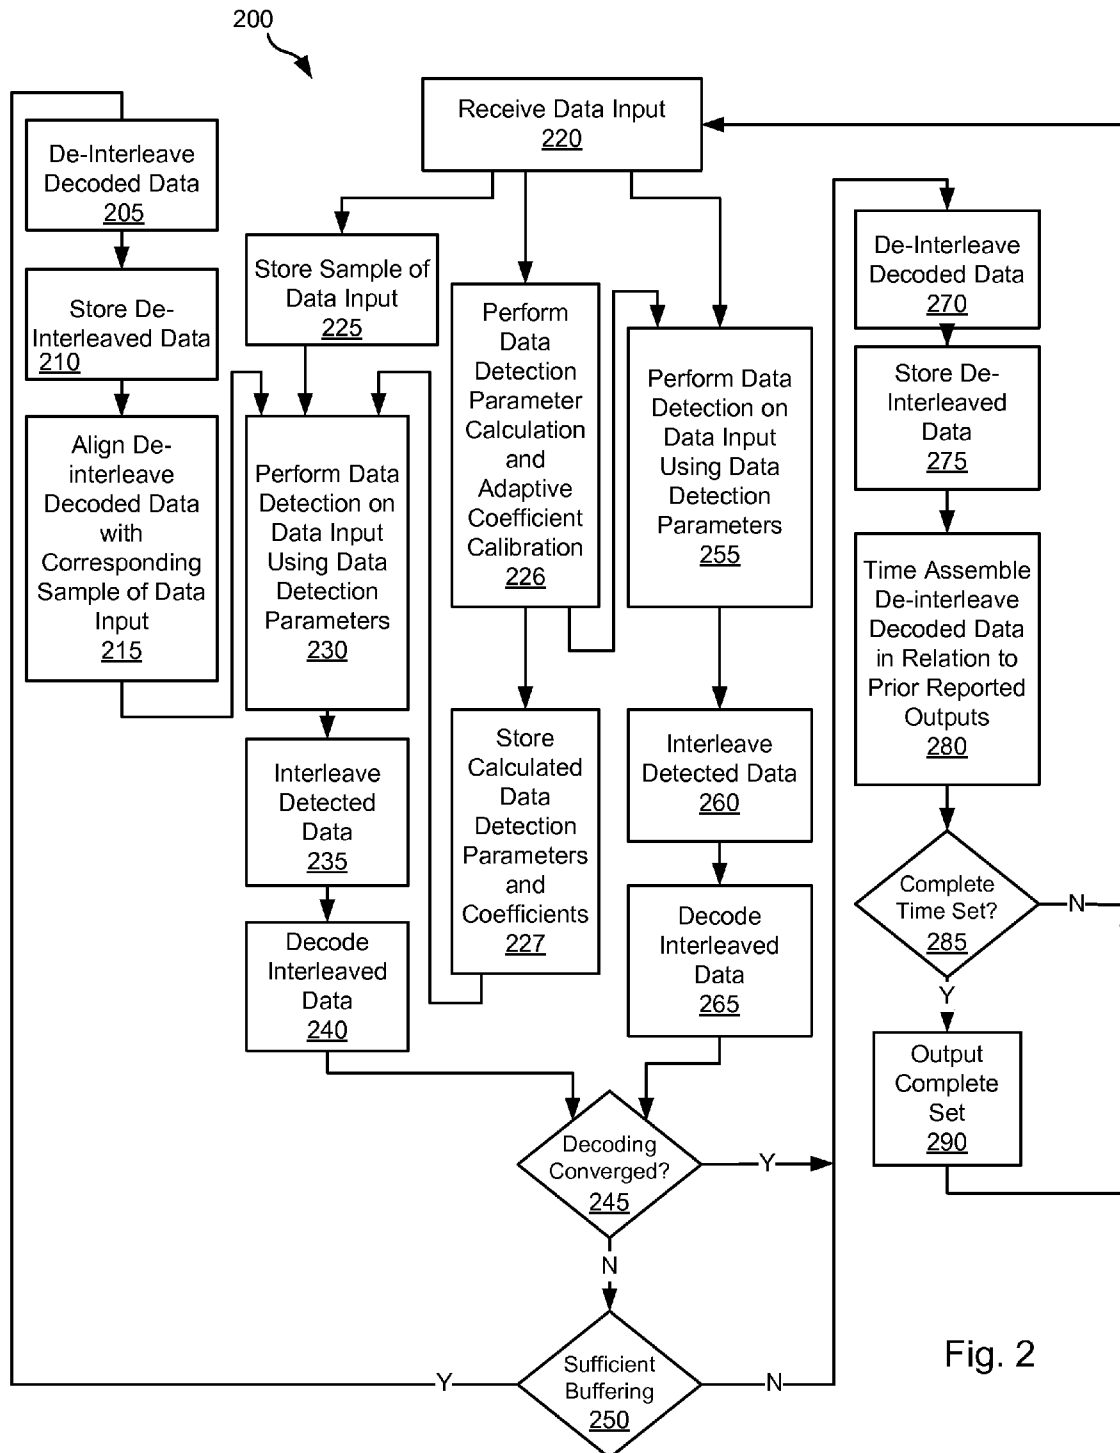 200
Receive Data Input
220
De-Interleave
Decoded Data
205
Store De-
Interleaved Data
210
Align De-
interleave
Decoded Data
with
Corresponding
Sample of Data
Input
215
Store Sample of
Data Input
225
Perform Data
Detection on
Data Input
Using Data
Detection
Parameters
230
Interleave
Detected
Data
235
Decode
Interleaved
Data
240
Perform
Data
Detection
Parameter
Calculation
and
Adaptive
Coefficient
Calibration
226
Store
Calculated
Data
Detection
Parameters
and
Coefficients
227
Perform Data
Detection on
Data Input
Using Data
Detection
Parameters
255
Interleave
Detected Data
260
Decode
Interleaved
Data
265
Decoding
Converged?
245
Y
N
Sufficient
Buffering
250
Y
N
De-Interleave
Decoded Data
270
Store De-
Interleaved
Data
275
Time Assemble
De-interleave
Decoded Data
in Relation to
Prior Reported
Outputs
280
Complete
Time Set?
285
N
Y
Output
Complete
Set
290
Fig. 2